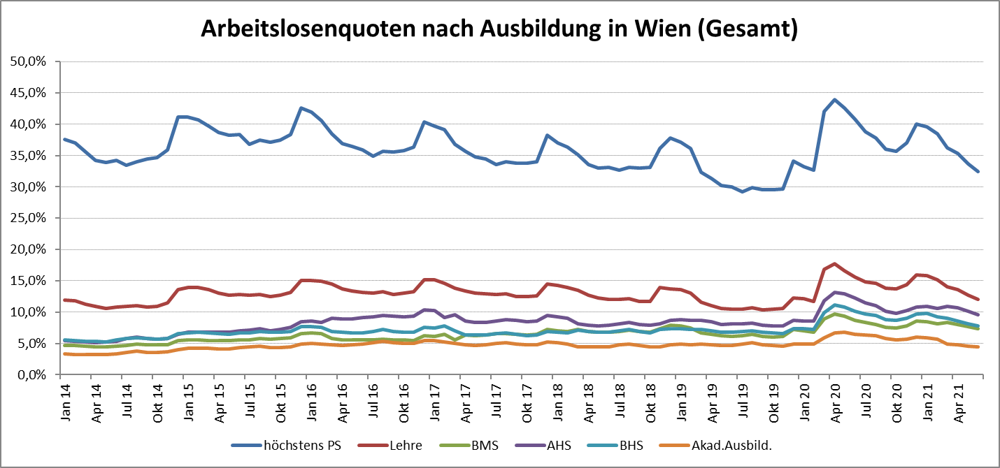 Arbeitslosenquoten nach Ausbildung in Wien (Gesamt)
50,0%
45,0%
40,0%
35,0%
30,0%
25,0%
20,0%
15,0%
10,0%
5,0%
0,0%
Jan 14
Apr 14
Jul 14
Okt 14
Jan 15
Apr 15
Jul 15
Okt 15
Jan 16
Apr 16
Jul 16
Okt 16
Jan 17
Apr 17
Jul 17
Okt 17
Jan 18
Apr 18
Jul 18
Okt 18
Jan 19
Apr 19
Jul 19
Okt 19
Jan 20
Apr 20
Jul 20
Okt 20
Jan 21
Apr 21
höchstens PS Lehre BMS AHS BHS Akad.Ausbild.